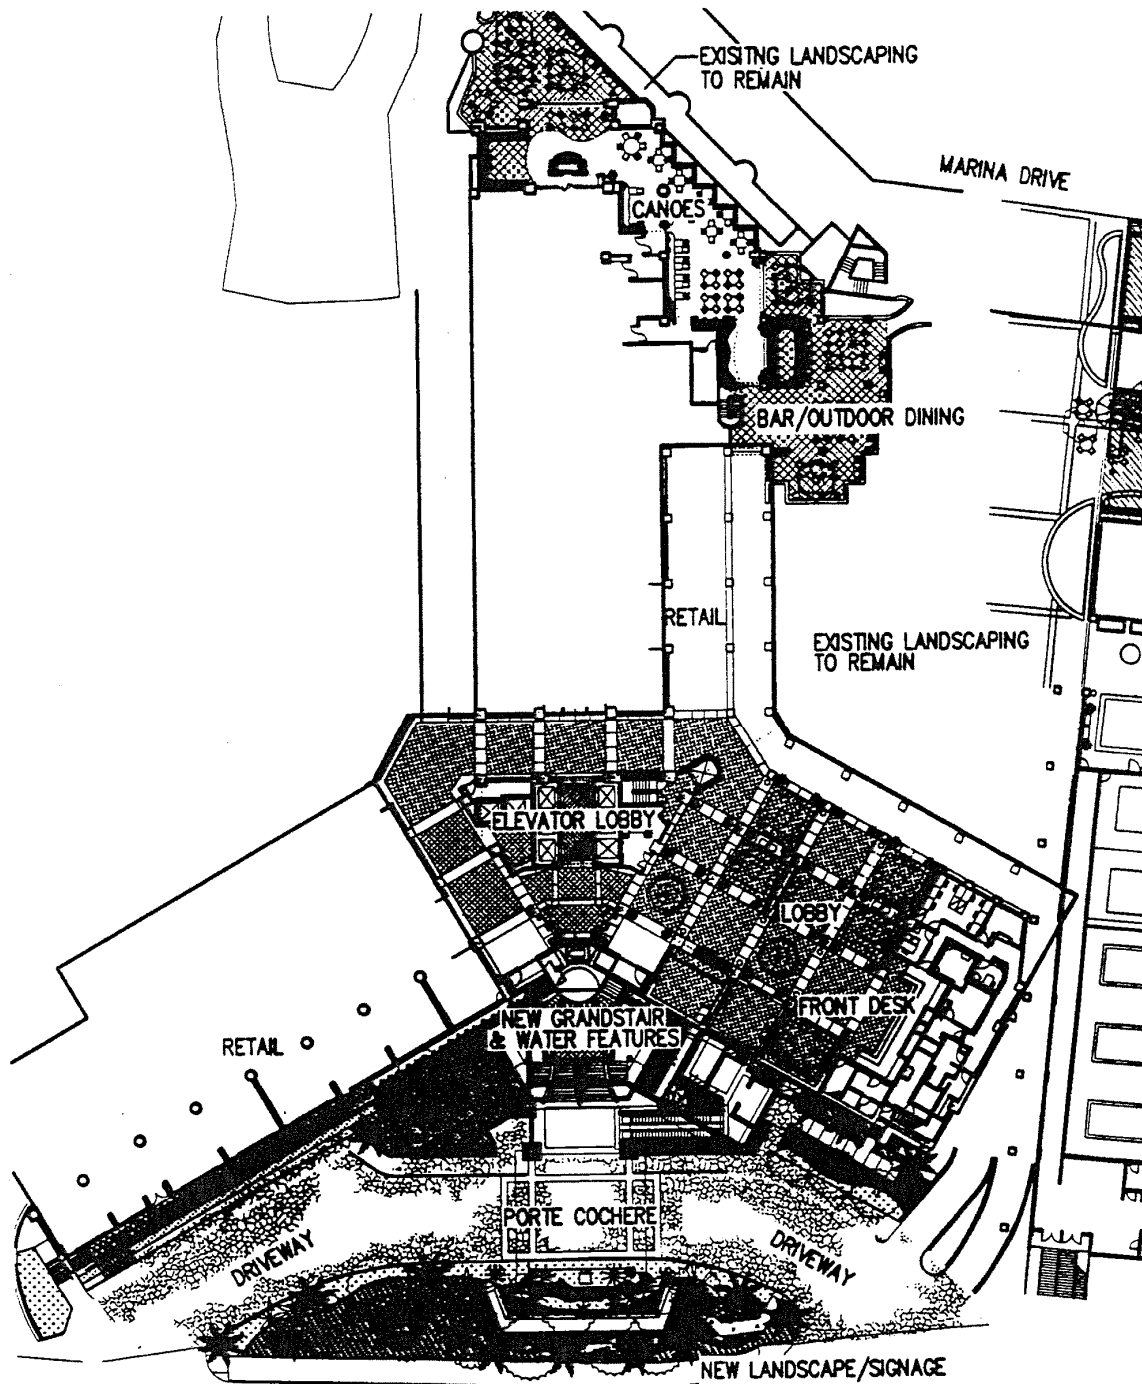 EXISITNG LANDSCAPING
TO REMAIN
MARINA DRIVE
CANOES
BAR/OUTDOOR DINING
RETAIL
EXISTING LANDSCAPING
TO REMAIN
ELEVATOR LOBBY
LOBBY
FRONT DESK
NEW GRANDSTAIR
& WATER FEATURES
RETAIL
PORTE COCHERE
DRIVEWAY
DRIVEWAY
NEW LANDSCAPE/SIGNAGE